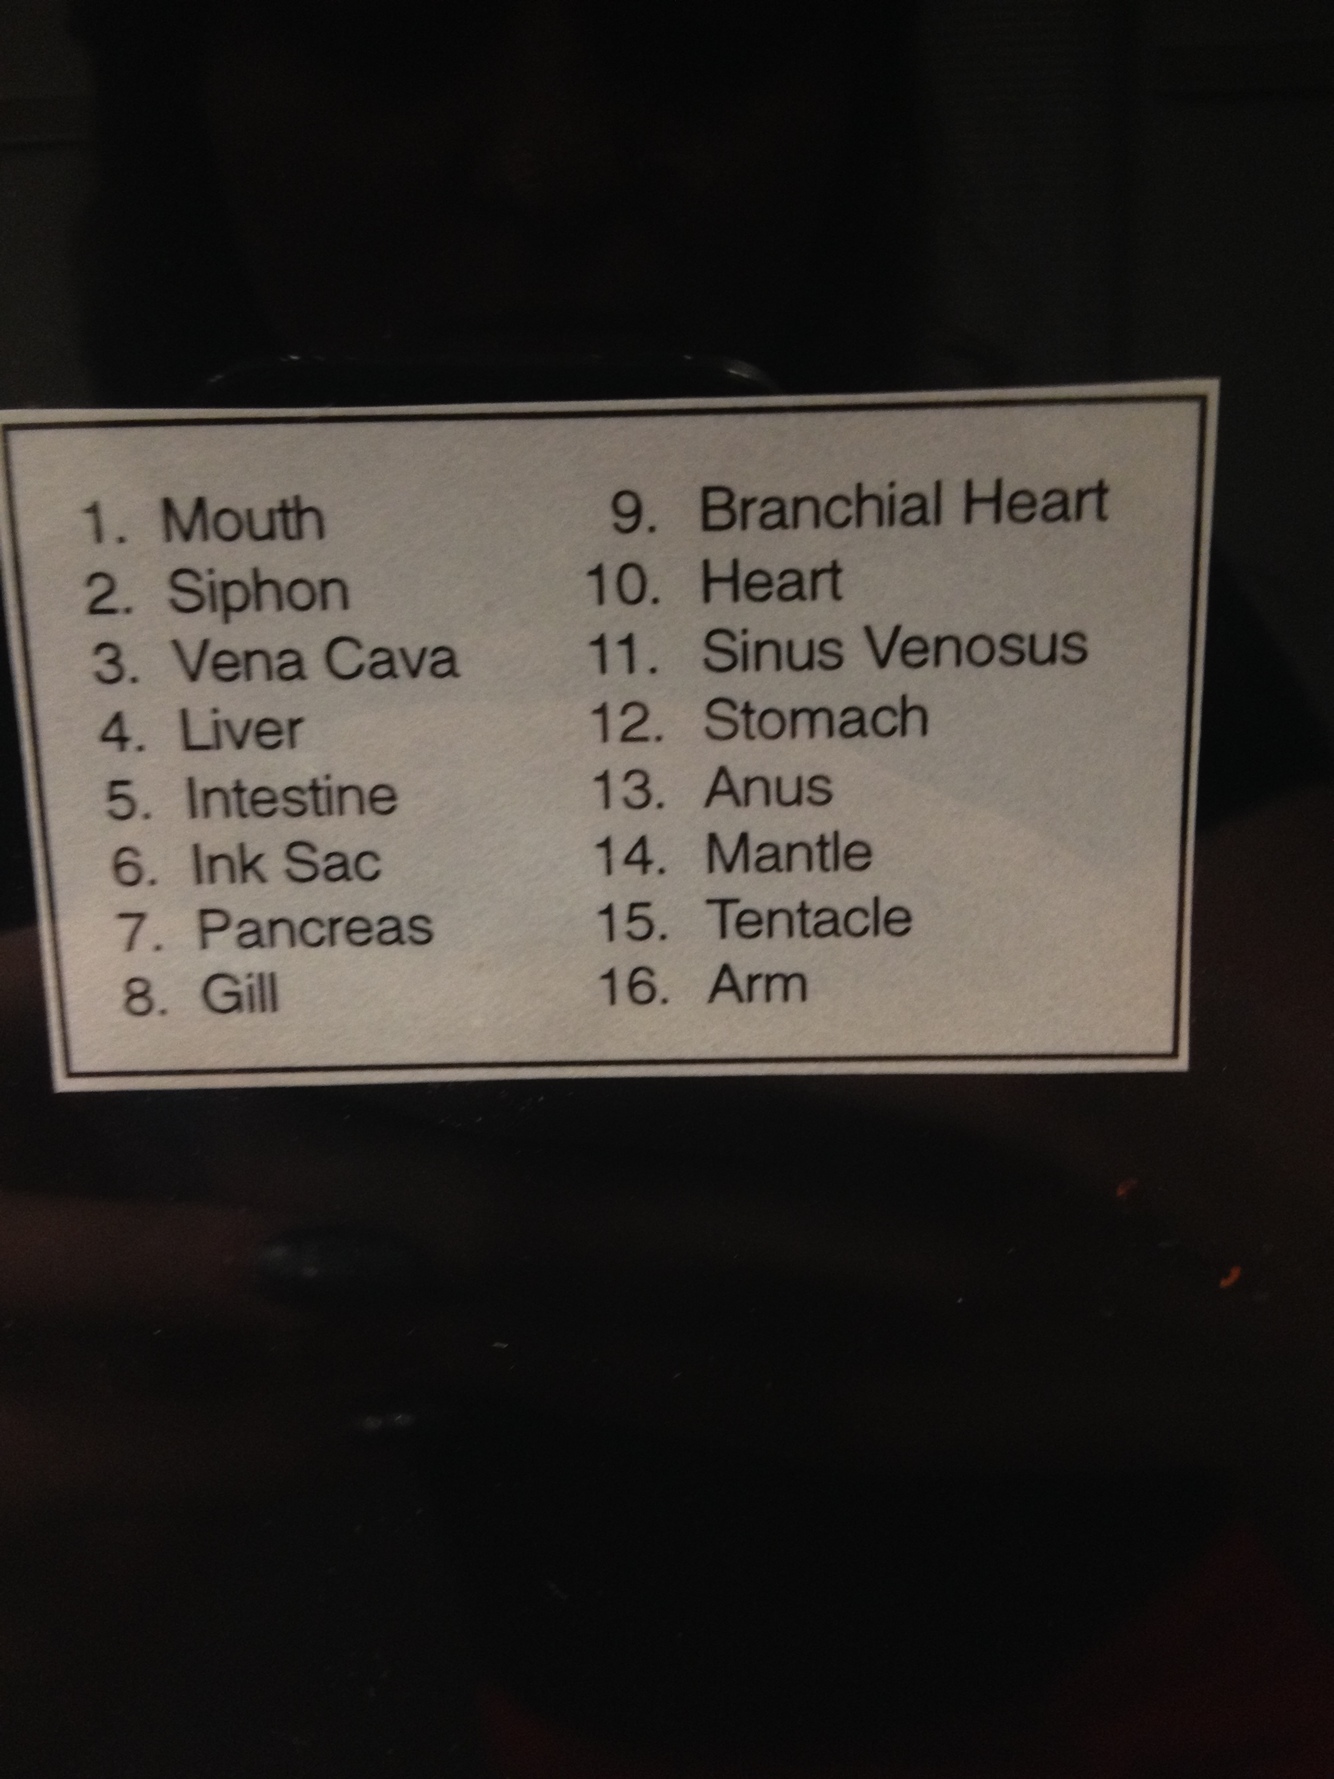 1. Mouth
2. Siphon
3. Vena Cava
4. Liver
5. Intestine
6. Ink Sac
7. Pancreas
8. Gill
9. Branchial Heart
10. Heart
11. Sinus Venosus
12. Stomach
13. Anus
14. Mantle
15. Tentacle
16. Arm